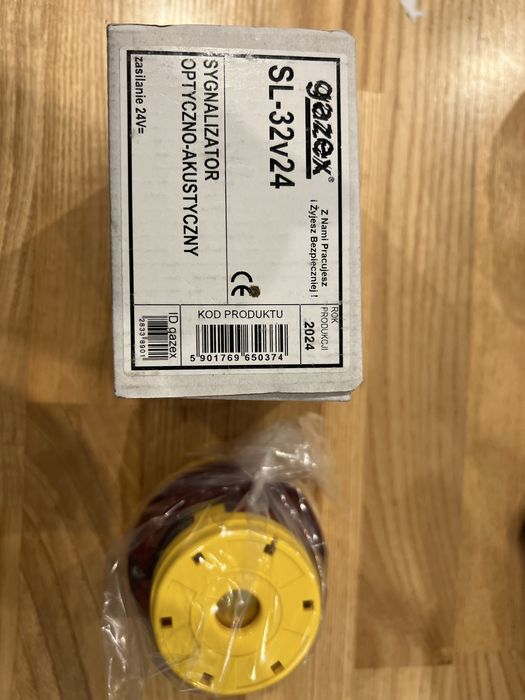 gazex®
Z Nami Pracujesz
i Żyjesz Bezpieczniej !
SL-32v24
SYGNALIZATOR
OPTYCZNO-AKUSTYCZNY
zasilanie 24V=
CE
ROK
PRODUKCJI
2024
KOD PRODUKTU
5 901769 650374
ID gazex